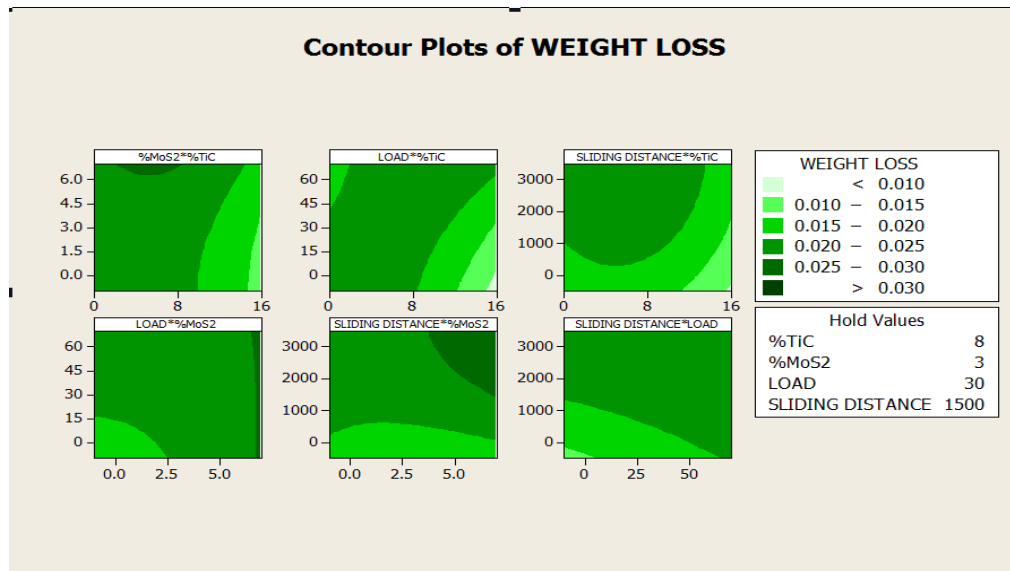 Contour Plots of WEIGHT LOSS
%MoS2*%TiC
6.0
4.5
3.0
1.5
0.0
0 8 16
LOAD*%TiC
60
45
30
15
0
0 8 16
SLIDING DISTANCE*%TiC
3000
2000
1000
0
0 8 16
LOAD*%MoS2
60
45
30
15
0
0.0 2.5 5.0
SLIDING DISTANCE*%MoS2
3000
2000
1000
0
0.0 2.5 5.0
SLIDING DISTANCE*LOAD
3000
2000
1000
0
0 25 50
WEIGHT LOSS
< 0.010
0.010 – 0.015
0.015 – 0.020
0.020 – 0.025
0.025 – 0.030
> 0.030
Hold Values
%TiC 8
%MoS2 3
LOAD 30
SLIDING DISTANCE 1500